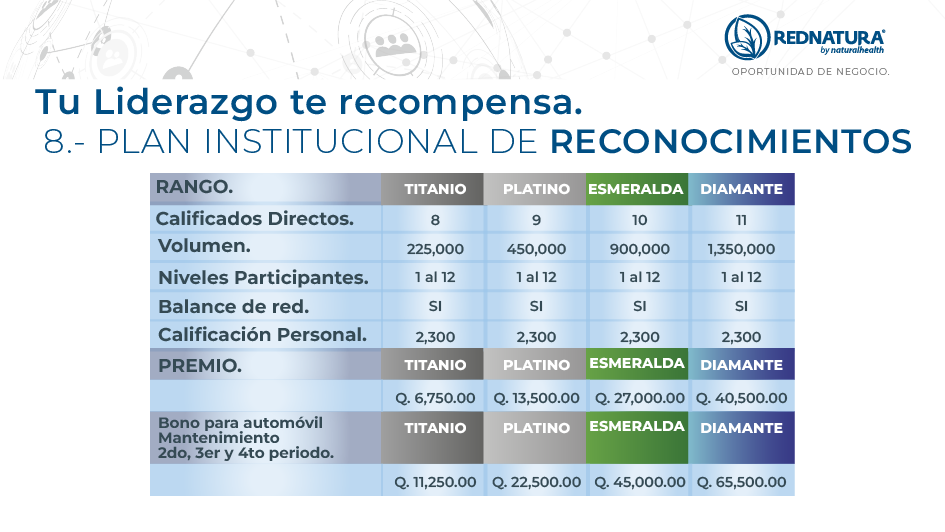 REDNATURA®
by naturalhealth
OPORTUNIDAD DE NEGOCIO.
Tu Liderazgo te recompensa.
8.- PLAN INSTITUCIONAL DE RECONOCIMIENTOS
RANGO. TITANIO PLATINO ESMERALDA DIAMANTE
Calificados Directos. 8 9 10 11
Volumen. 225,000 450,000 900,000 1,350,000
Niveles Participantes. 1 al 12 1 al 12 1 al 12 1 al 12
Balance de red. SI SI SI SI
Calificación Personal. 2,300 2,300 2,300 2,300
PREMIO. TITANIO PLATINO ESMERALDA DIAMANTE
Q. 6,750.00 Q. 13,500.00 Q. 27,000.00 Q. 40,500.00
Bono para automóvil
Mantenimiento
2do, 3er y 4to periodo.
TITANIO PLATINO ESMERALDA DIAMANTE
Q. 11,250.00 Q. 22,500.00 Q. 45,000.00 Q. 65,500.00